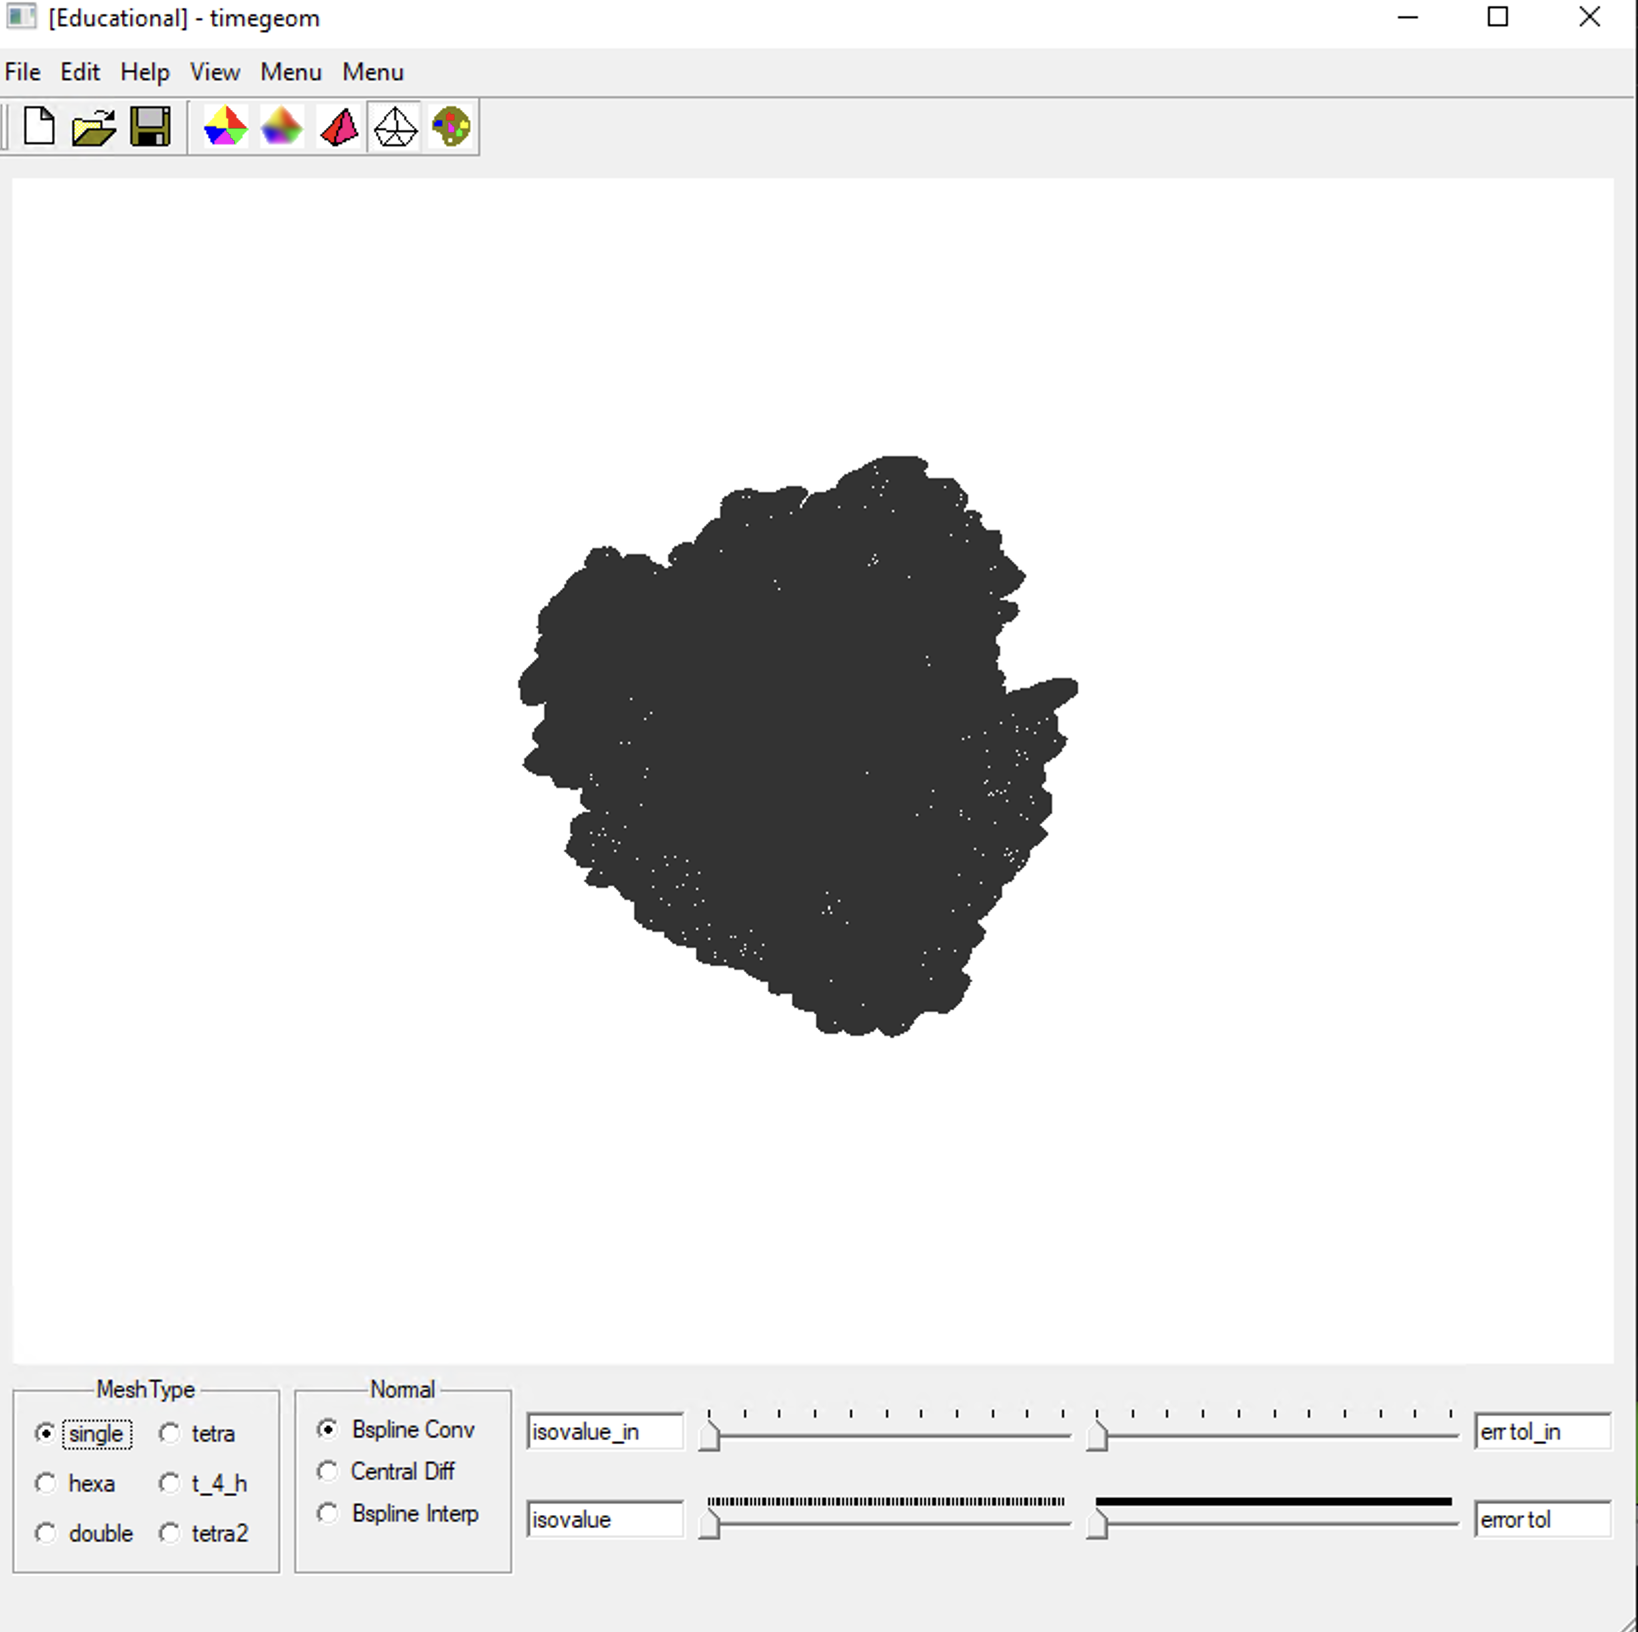 [Educational] - timegeom
File Edit Help View Menu Menu
MeshType
single tetra
hexa t_4_h
double tetra2
Normal
Bspline Conv
Central Diff
Bspline Interp
isovalue_in
err tol_in
isovalue
error tol